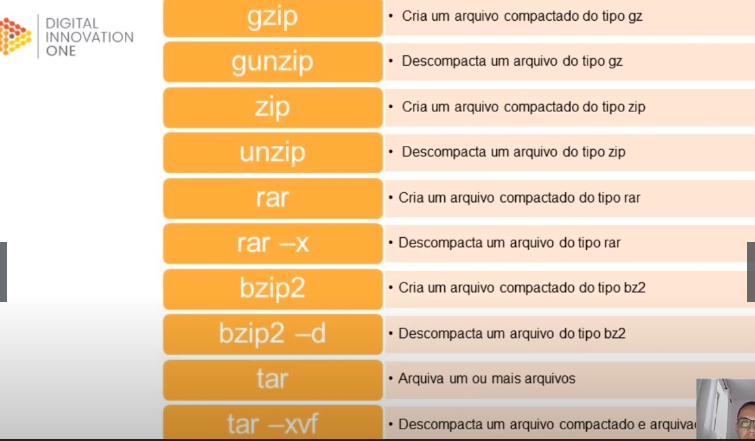 DIGITAL
INNOVATION
ONE
gzip • Cria um arquivo compactado do tipo gz
gunzip • Descompacta um arquivo do tipo gz
zip • Cria um arquivo compactado do tipo zip
unzip • Descompacta um arquivo do tipo zip
rar • Cria um arquivo compactado do tipo rar
rar –x • Descompacta um arquivo do tipo rar
bzip2 • Cria um arquivo compactado do tipo bz2
bzip2 –d • Descompacta um arquivo do tipo bz2
tar • Arquiva um ou mais arquivos
tar –xvf • Descompacta um arquivo compactado e